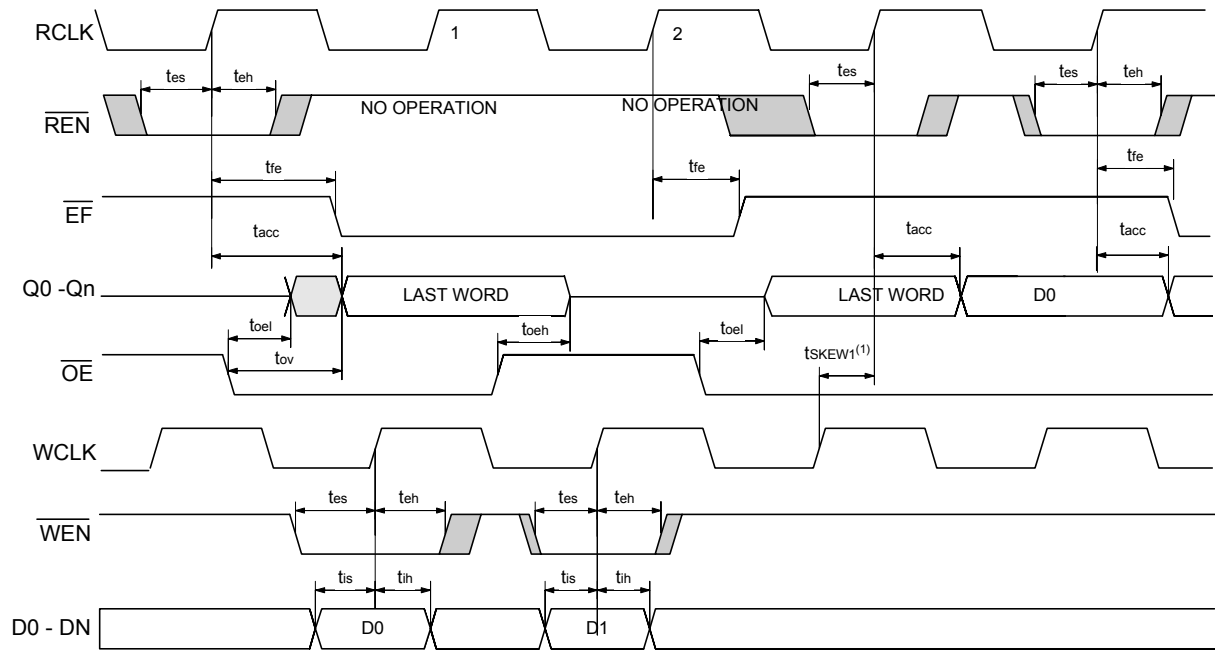 RCLK
1
2
tes
teh
tes
tes
teh
REN
NO OPERATION
NO OPERATION
tfe
tfe
tfe
EF
tacc
tacc
tacc
Q0 -Qn
LAST WORD
LAST WORD
D0
toel
toeh
toel
tov
tSKEW1(1)
OE
WCLK
tes
teh
tes
teh
WEN
tis
tih
tis
tih
D0 - DN
D0
D1